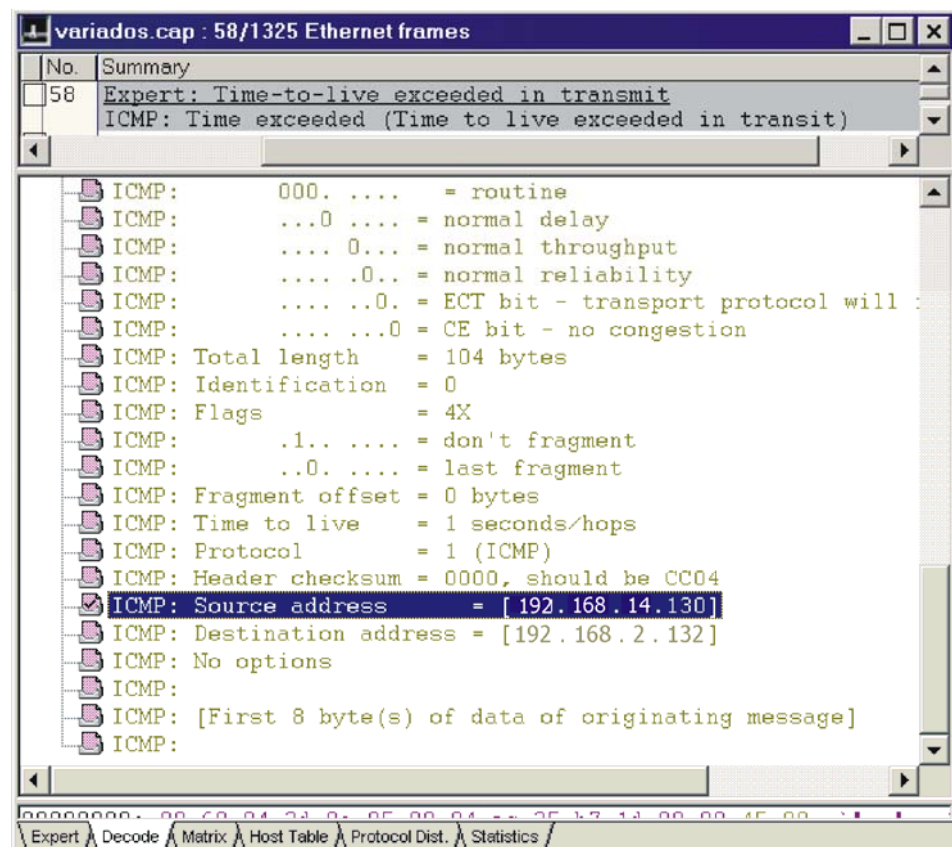 variados.cap : 58/1325 Ethernet frames
No. Summary
58 Expert: Time-to-live exceeded in transmit
ICMP: Time exceeded (Time to live exceeded in transit)
ICMP: 000. .... = routine
ICMP: ...0 .... = normal delay
ICMP: .... 0... = normal throughput
ICMP: .... .0.. = normal reliability
ICMP: .... ..0. = ECT bit - transport protocol will
ICMP: .... ...0 = CE bit - no congestion
ICMP: Total length = 104 bytes
ICMP: Identification = 0
ICMP: Flags = 4X
ICMP: .1.. .... = don't fragment
ICMP: ..0. .... = last fragment
ICMP: Fragment offset = 0 bytes
ICMP: Time to live = 1 seconds/hops
ICMP: Protocol = 1 (ICMP)
ICMP: Header checksum = 0000, should be CC04
ICMP: Source address = [192.168.14.130]
ICMP: Destination address = [192.168.2.132]
ICMP: No options
ICMP:
ICMP: [First 8 byte(s) of data of originating message]
ICMP:
Expert Decode Matrix Host Table Protocol Dist. Statistics